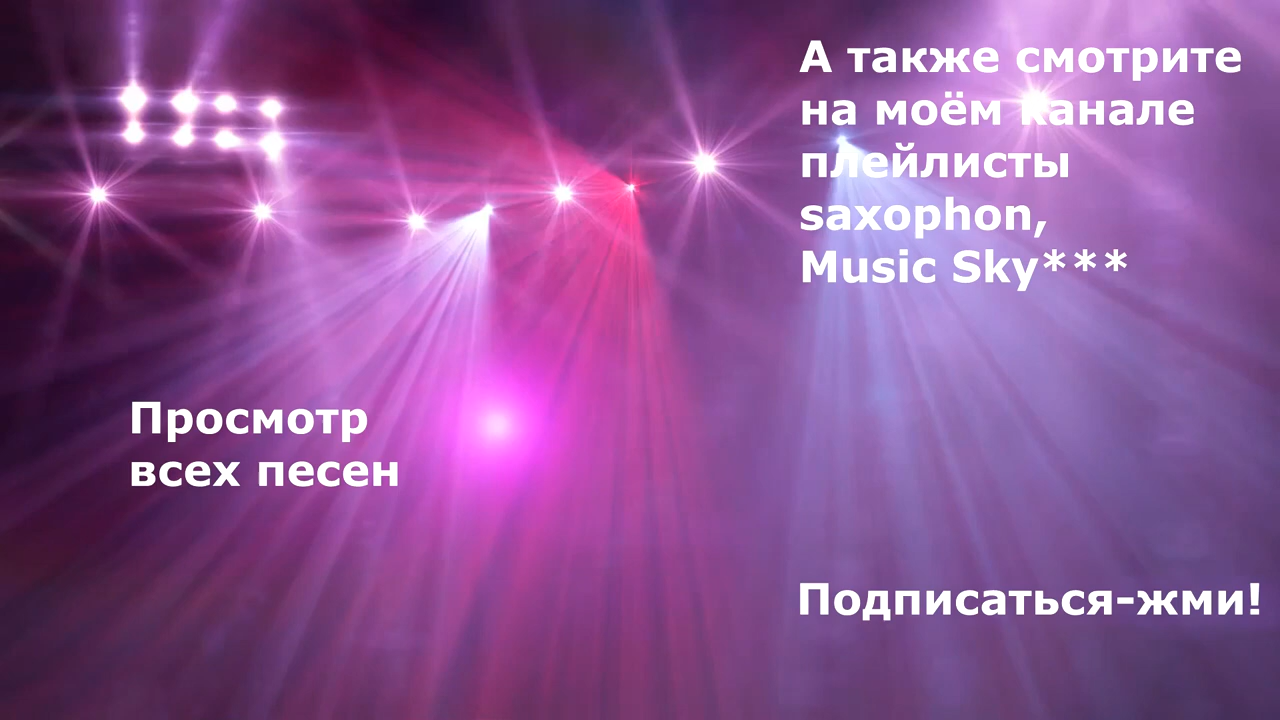 А также смотрите
на моём канале
плейлисты
saxophon,
Music Sky***
Просмотр
всех песен
Подписаться-жми!